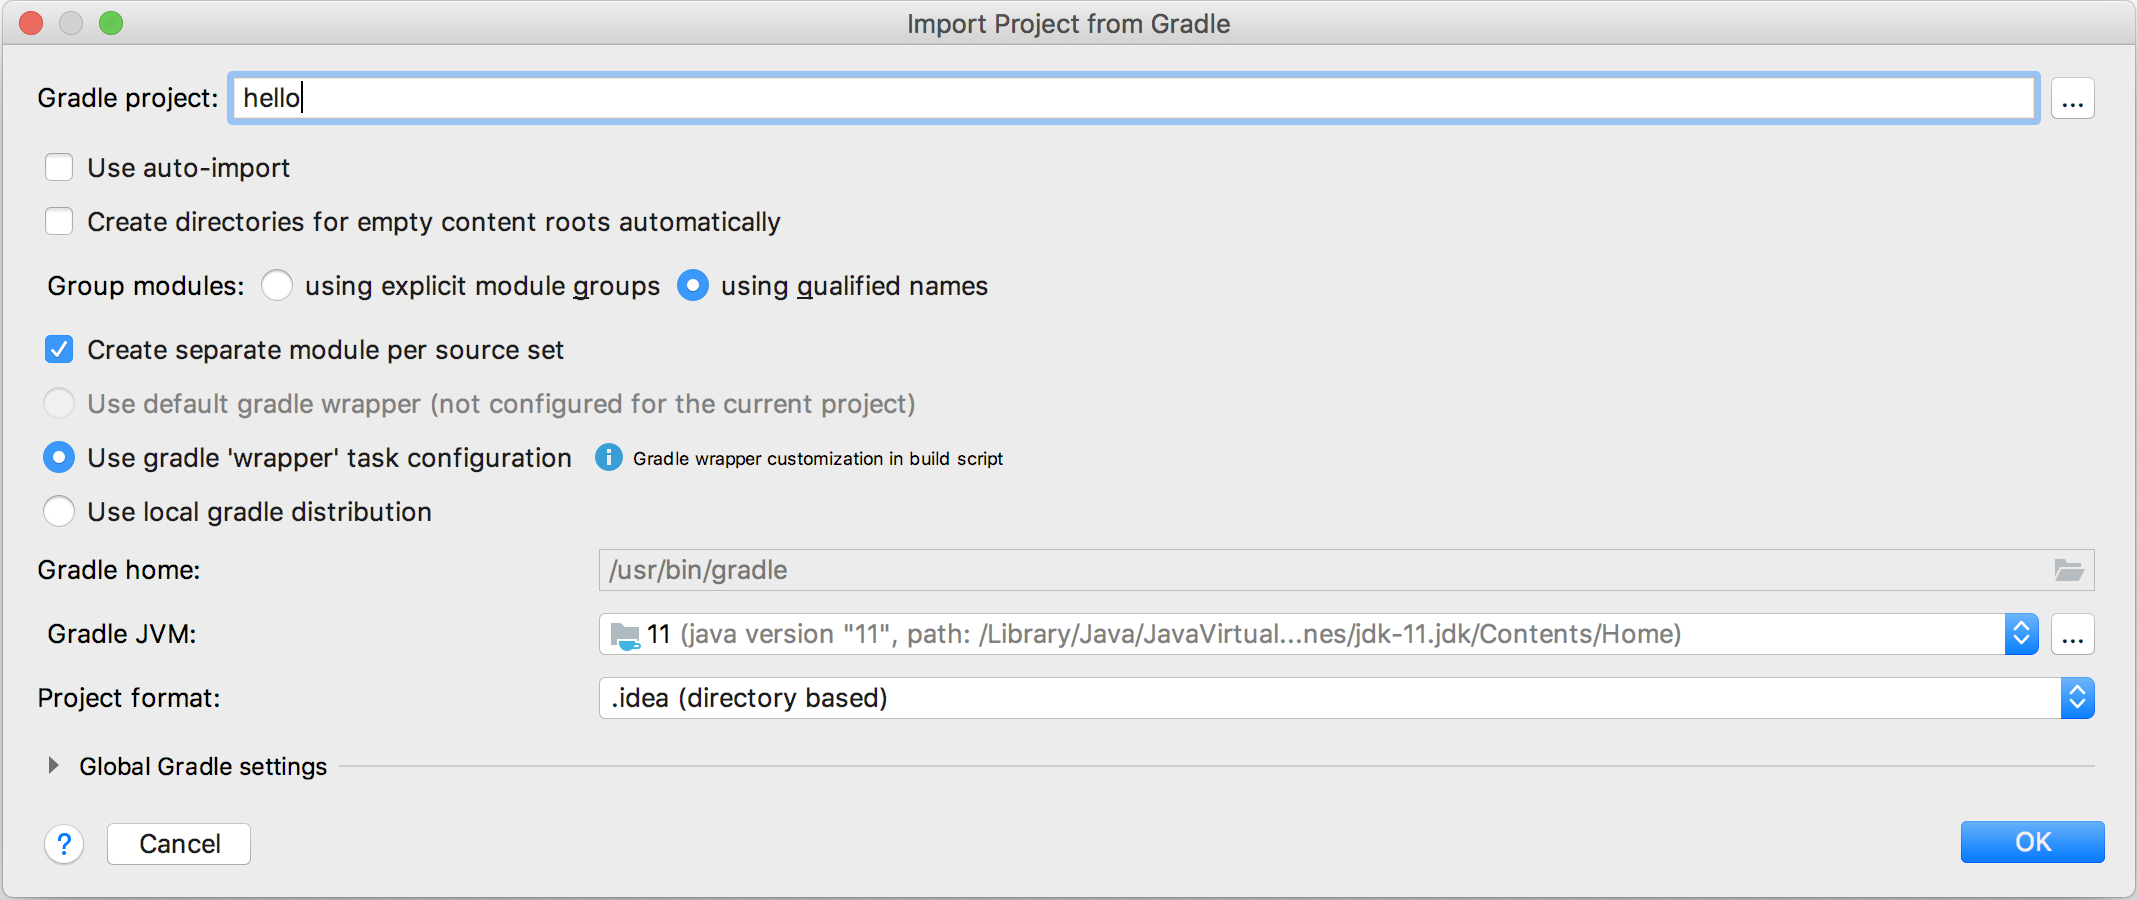 Import Project from Gradle
Gradle project: hello ...
Use auto-import
Create directories for empty content roots automatically
Group modules: using explicit module groups using qualified names
Create separate module per source set
Use default gradle wrapper (not configured for the current project)
Use gradle 'wrapper' task configuration Gradle wrapper customization in build script
Use local gradle distribution
Gradle home: /usr/bin/gradle
Gradle JVM: 11 (java version "11", path: /Library/Java/JavaVirtual...nes/jdk-11.jdk/Contents/Home) ...
Project format: .idea (directory based)
Global Gradle settings
? Cancel OK